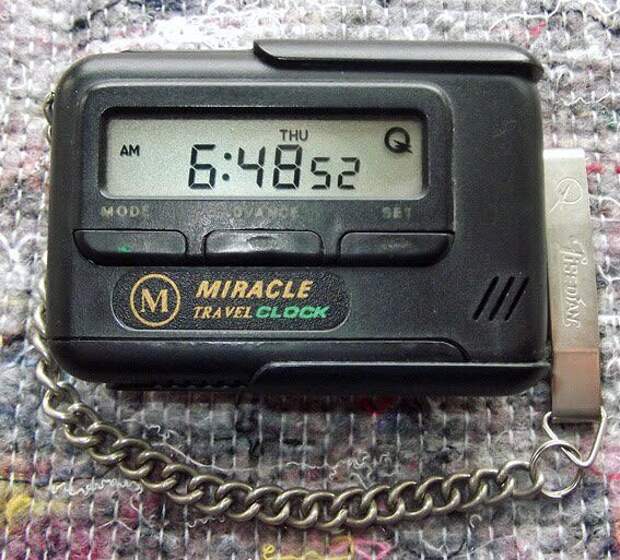 THU
AM 6:48 52
MODE ADVANCE SET
M MIRACLE
TRAVEL CLOCK